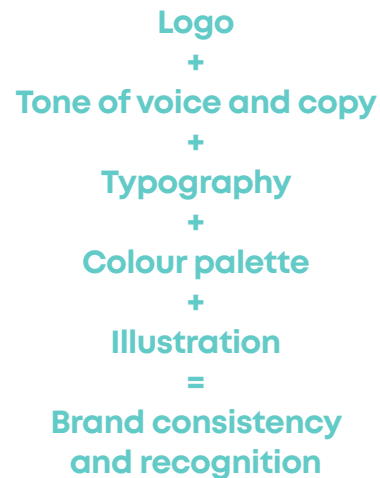 Logo
+
Tone of voice and copy
+
Typography
+
Colour palette
+
Illustration
=
Brand consistency
and recognition